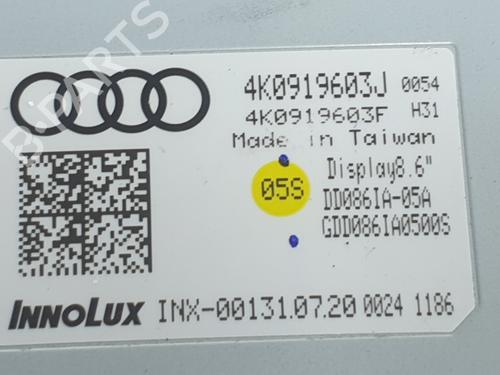 4K0919603J 0054
4K0919603F H31
Made in Taiwan
Display8.6"
05S
DD086IA-05A
GDD086IA0500S
INNOLUX INX-00131.07.20 0024 1186
B-PARTS